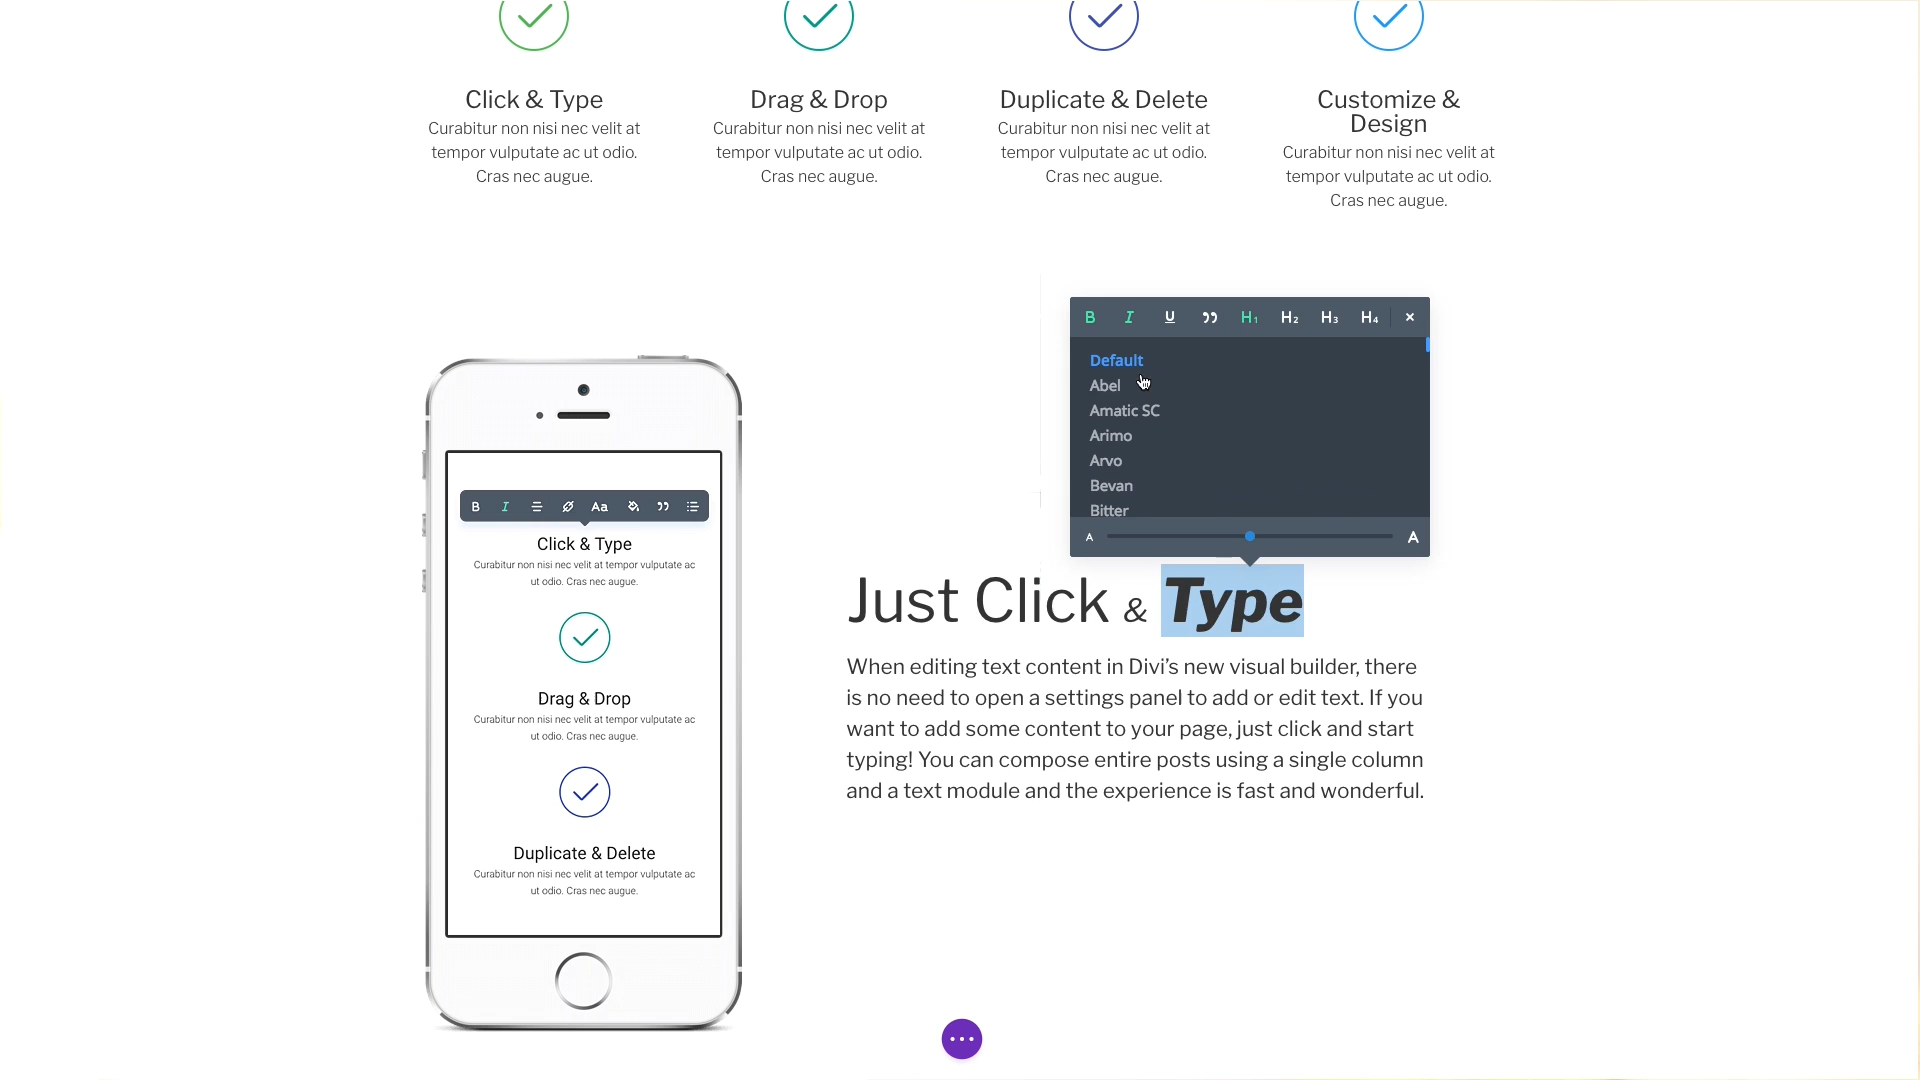 Click & Type
Curabitur non nisi nec velit at
tempor vulputate ac ut odio.
Cras nec augue.
Drag & Drop
Curabitur non nisi nec velit at
tempor vulputate ac ut odio.
Cras nec augue.
Duplicate & Delete
Curabitur non nisi nec velit at
tempor vulputate ac ut odio.
Cras nec augue.
Customize &
Design
Curabitur non nisi nec velit at
tempor vulputate ac ut odio.
Cras nec augue.
B I U ” H1 H2 H3 H4 ×
Default
Abel
Amatic SC
Arimo
Arvo
Bevan
Bitter
A A
B I Aa ”
Click & Type
Curabitur non nisi nec velit at tempor vulputate ac
ut odio. Cras nec augue.
Drag & Drop
Curabitur non nisi nec velit at tempor vulputate ac
ut odio. Cras nec augue.
Duplicate & Delete
Curabitur non nisi nec velit at tempor vulputate ac
ut odio. Cras nec augue.
Just Click & Type
When editing text content in Divi’s new visual builder, there
is no need to open a settings panel to add or edit text. If you
want to add some content to your page, just click and start
typing! You can compose entire posts using a single column
and a text module and the experience is fast and wonderful.